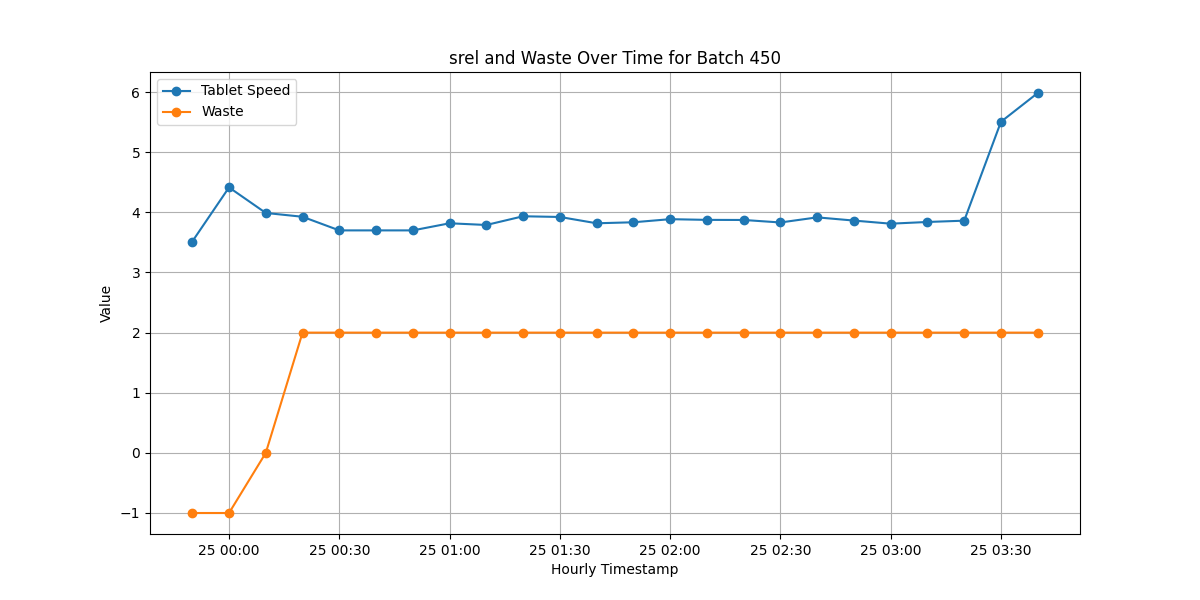 srel and Waste Over Time for Batch 450
Tablet Speed
Waste
Value
6
5
4
3
2
1
0
−1
25 00:00 25 00:30 25 01:00 25 01:30 25 02:00 25 02:30 25 03:00 25 03:30
Hourly Timestamp